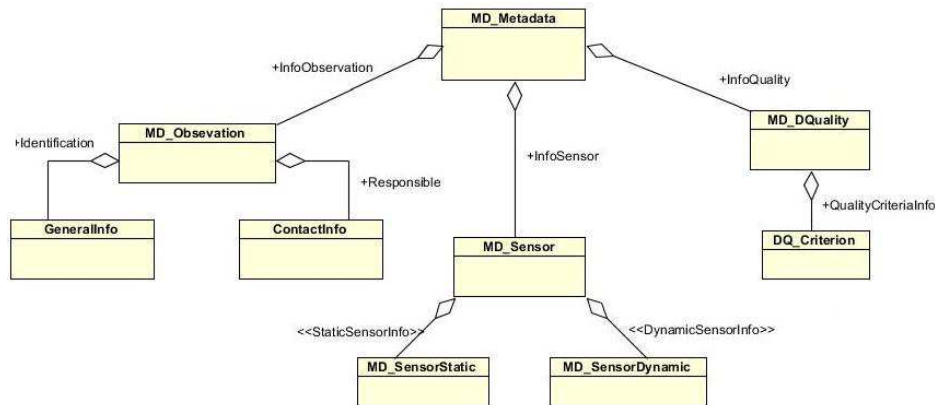 MD_Metadata
+InfoObservation
+InfoQuality
MD_Obsevation
MD_DQuality
+Identification
+InfoSensor
+Responsible
+QualityCriteriaInfo
GeneralInfo
ContactInfo
MD_Sensor
DQ_Criterion
<<StaticSensorInfo>>
<<DynamicSensorInfo>>
MD_SensorStatic
MD_SensorDynamic